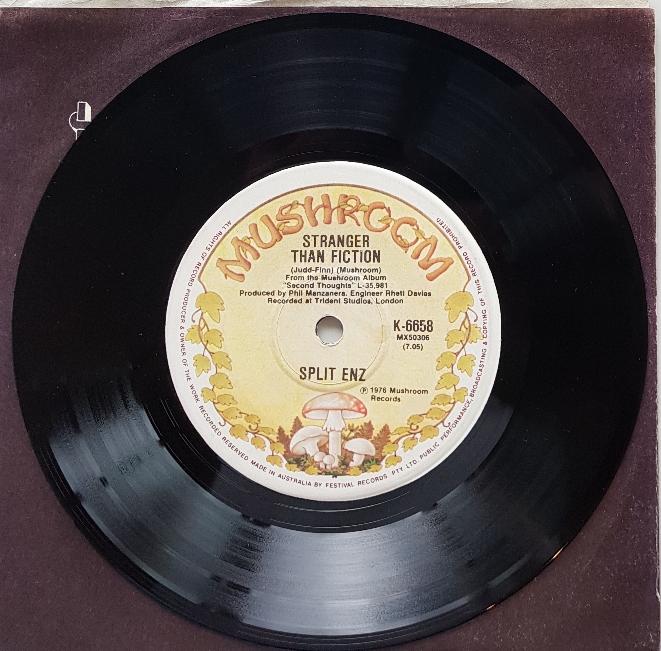 MUSHROOM
STRANGER
THAN FICTION
(Judd-Finn) (Mushroom)
From the Mushroom Album
"Second Thoughts" L-35,981
Produced by Phil Manzanera. Engineer Rhett Davies
Recorded at Trident Studios, London
K-6658
MX50306
(7.05)
SPLIT ENZ
Ⓟ 1976 Mushroom
Records
ALL RIGHTS OF RECORD PRODUCER & OWNER OF THE WORK RECORDED RESERVED MADE IN AUSTRALIA BY FESTIVAL RECORDS PTY. LTD. PUBLIC PERFORMANCE, BROADCASTING & COPYING OF THIS RECORD PROHIBITED